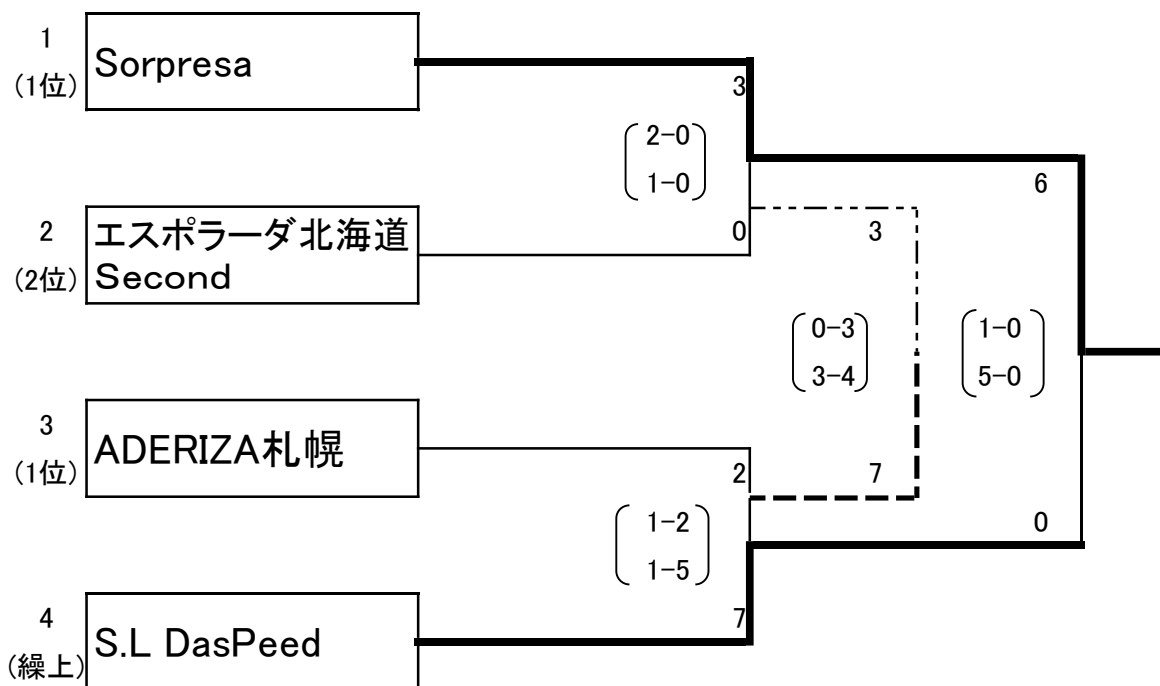 1
(1位)
Sorpresa
3
2-0
1-0
6
2
(2位)
エスポラーダ北海道
Second
0
3
0-3
3-4
1-0
5-0
3
(1位)
ADERIZA札幌
2
7
1-2
1-5
0
4
(繰上)
S.L DasPeed
7